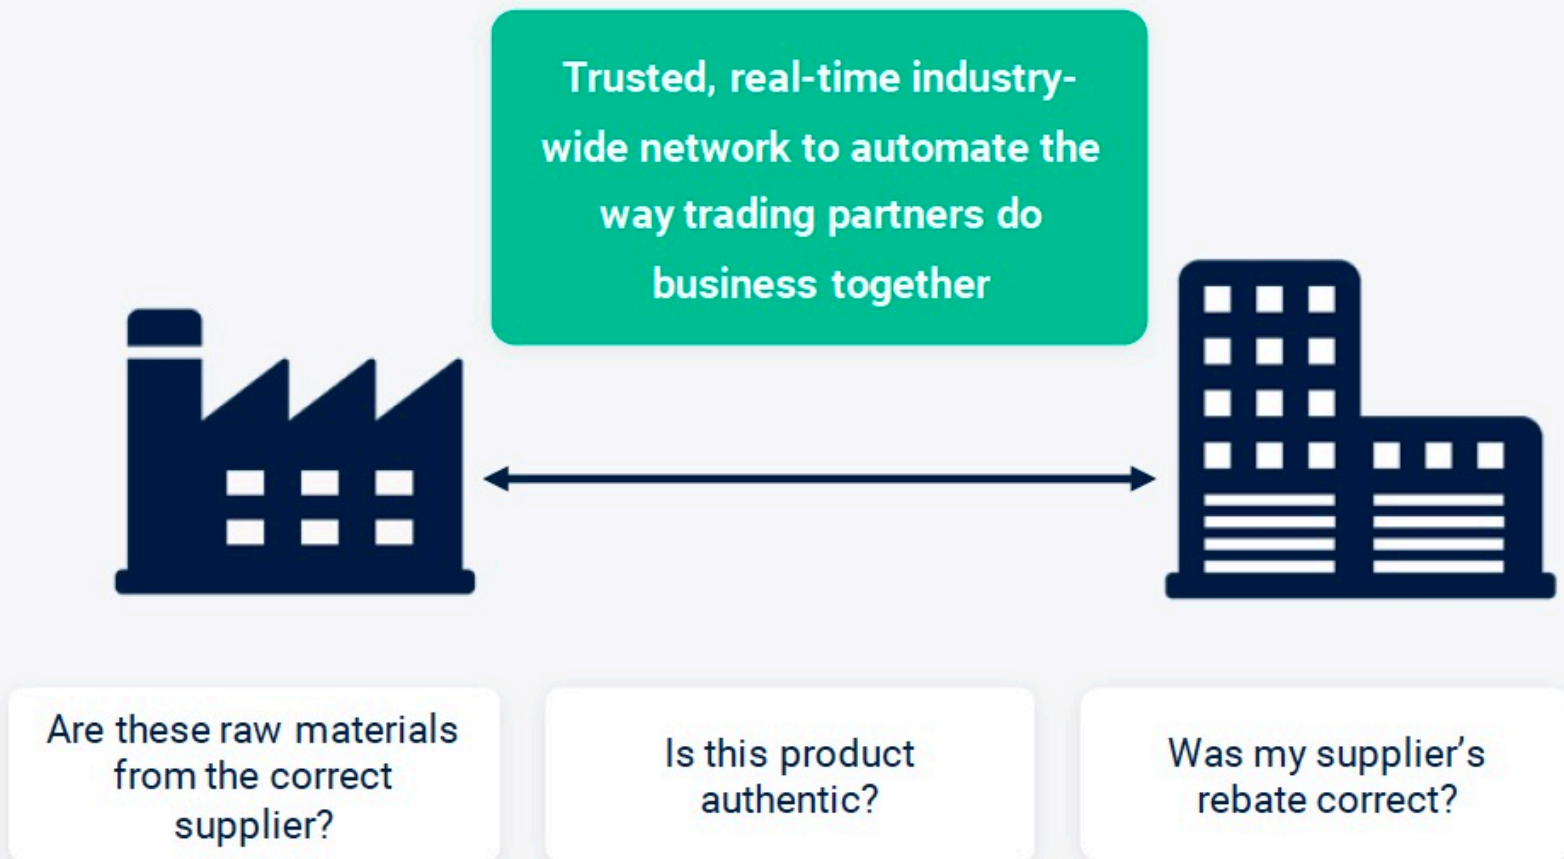 Trusted, real-time industry-
wide network to automate the
way trading partners do
business together
Are these raw materials
from the correct
supplier?
Is this product
authentic?
Was my supplier’s
rebate correct?